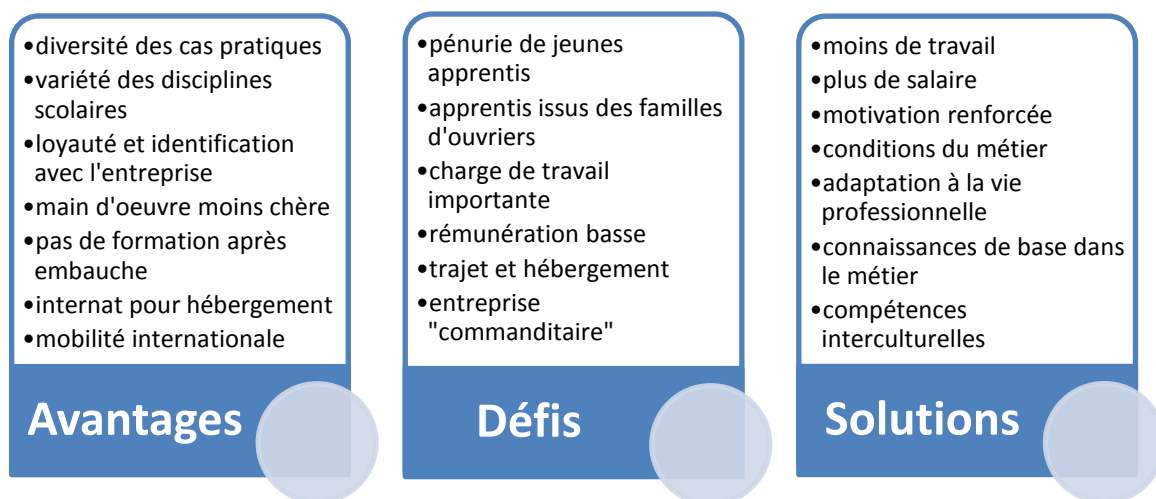 •diversité des cas pratiques
•variété des disciplines
scolaires
•loyauté et identification
avec l'entreprise
•main d'oeuvre moins chère
•pas de formation après
embauche
•internat pour hébergement
•mobilité internationale
Avantages
•pénurie de jeunes
apprentis
•apprentis issus des familles
d'ouvriers
•charge de travail
importante
•rémunération basse
•trajet et hébergement
•entreprise
"commanditaire"
Défis
•moins de travail
•plus de salaire
•motivation renforcée
•conditions du métier
•adaptation à la vie
professionnelle
•connaissances de base dans
le métier
•compétences
interculturelles
Solutions